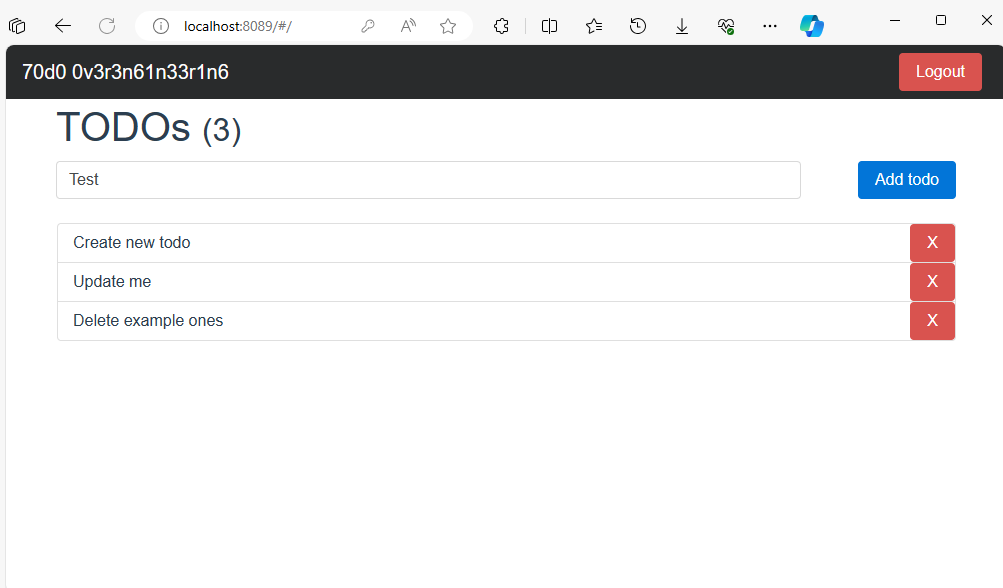 localhost:8089/#/
70d0 0v3r3n61n33r1n6
Logout
TODOs (3)
Test
Add todo
Create new todo
X
Update me
X
Delete example ones
X